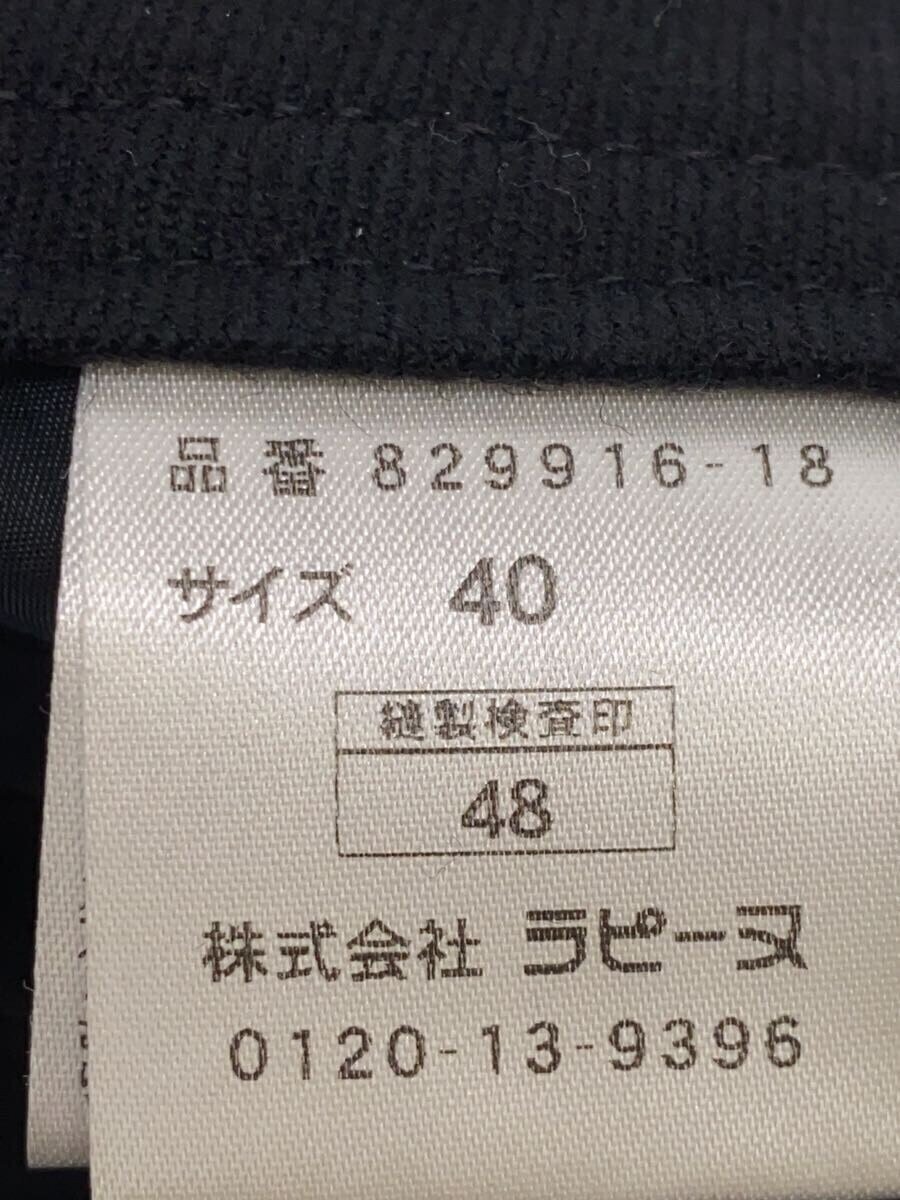 品番 829916-18
サイズ 40
縫製検査印
48
株式会社 ラピーヌ
0120-13-9396